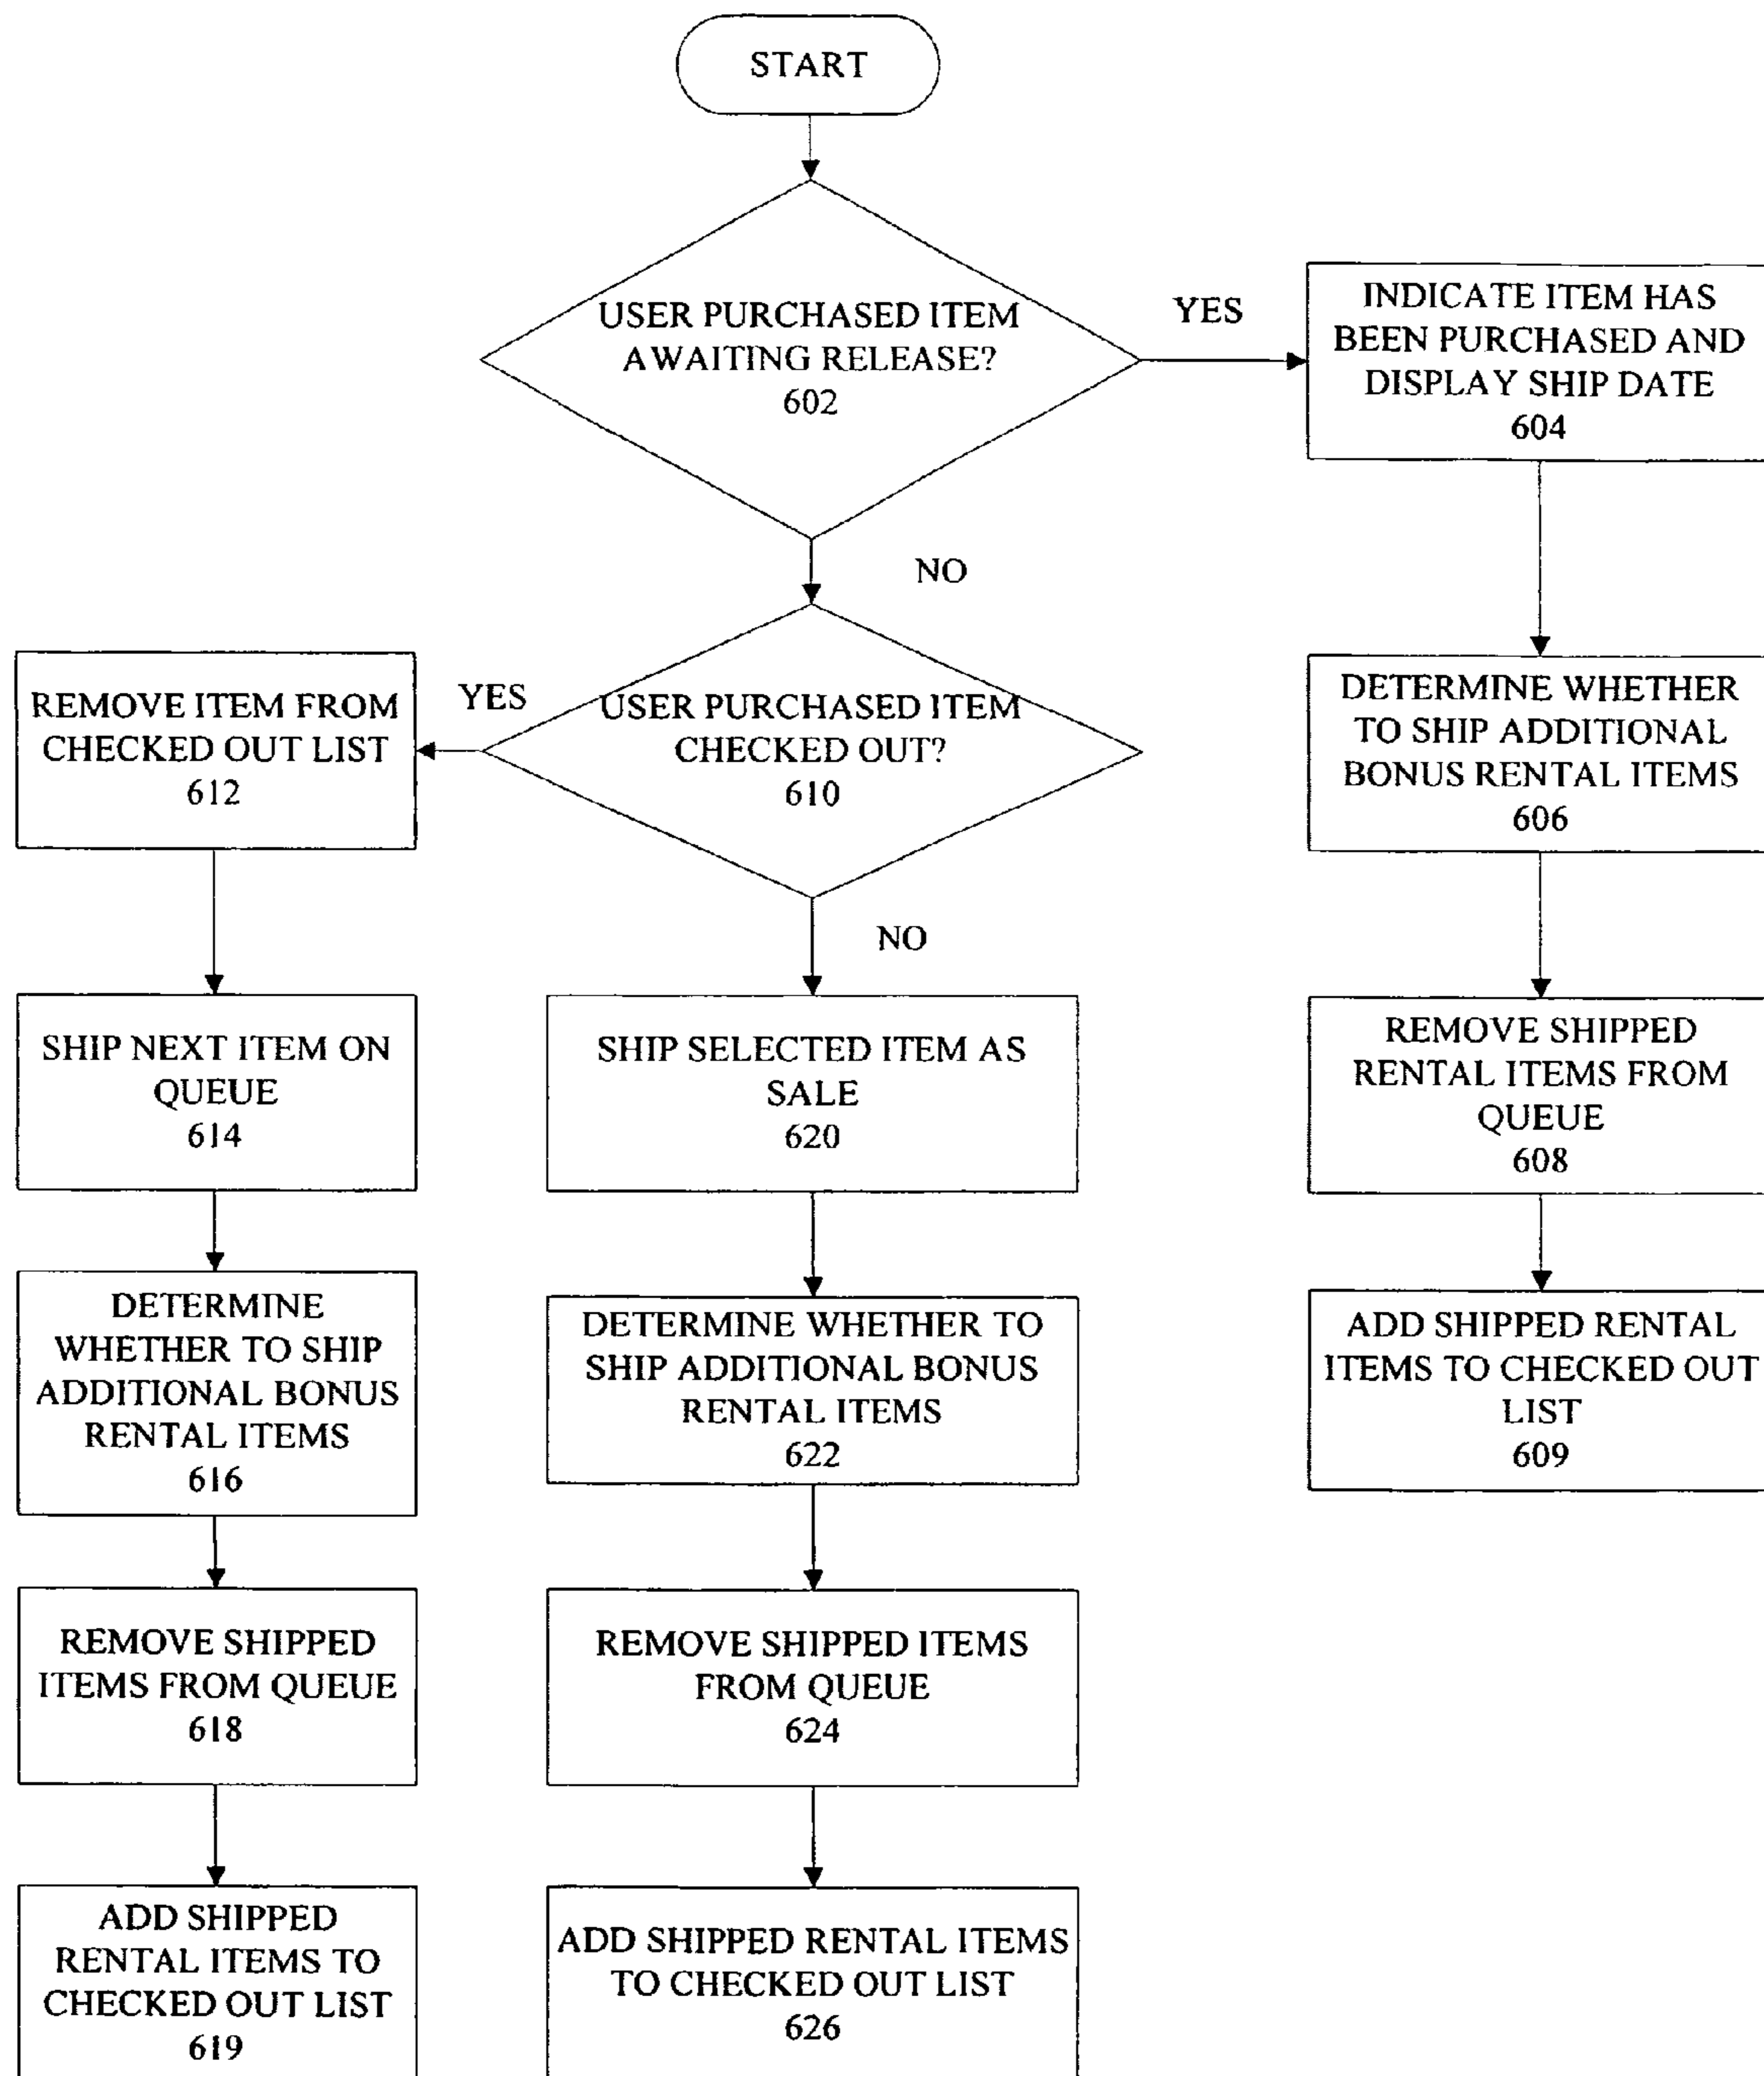 START
USER PURCHASED ITEM
AWAITING RELEASE?
602
YES
INDICATE ITEM HAS
BEEN PURCHASED AND
DISPLAY SHIP DATE
604
NO
REMOVE ITEM FROM
CHECKED OUT LIST
612
YES
USER PURCHASED ITEM
CHECKED OUT?
610
DETERMINE WHETHER
TO SHIP ADDITIONAL
BONUS RENTAL ITEMS
606
NO
SHIP NEXT ITEM ON
QUEUE
614
SHIP SELECTED ITEM AS
SALE
620
REMOVE SHIPPED
RENTAL ITEMS FROM
QUEUE
608
DETERMINE
WHETHER TO SHIP
ADDITIONAL BONUS
RENTAL ITEMS
616
DETERMINE WHETHER TO
SHIP ADDITIONAL BONUS
RENTAL ITEMS
622
ADD SHIPPED RENTAL
ITEMS TO CHECKED OUT
LIST
609
REMOVE SHIPPED
ITEMS FROM QUEUE
618
REMOVE SHIPPED ITEMS
FROM QUEUE
624
ADD SHIPPED
RENTAL ITEMS TO
CHECKED OUT LIST
619
ADD SHIPPED RENTAL ITEMS
TO CHECKED OUT LIST
626